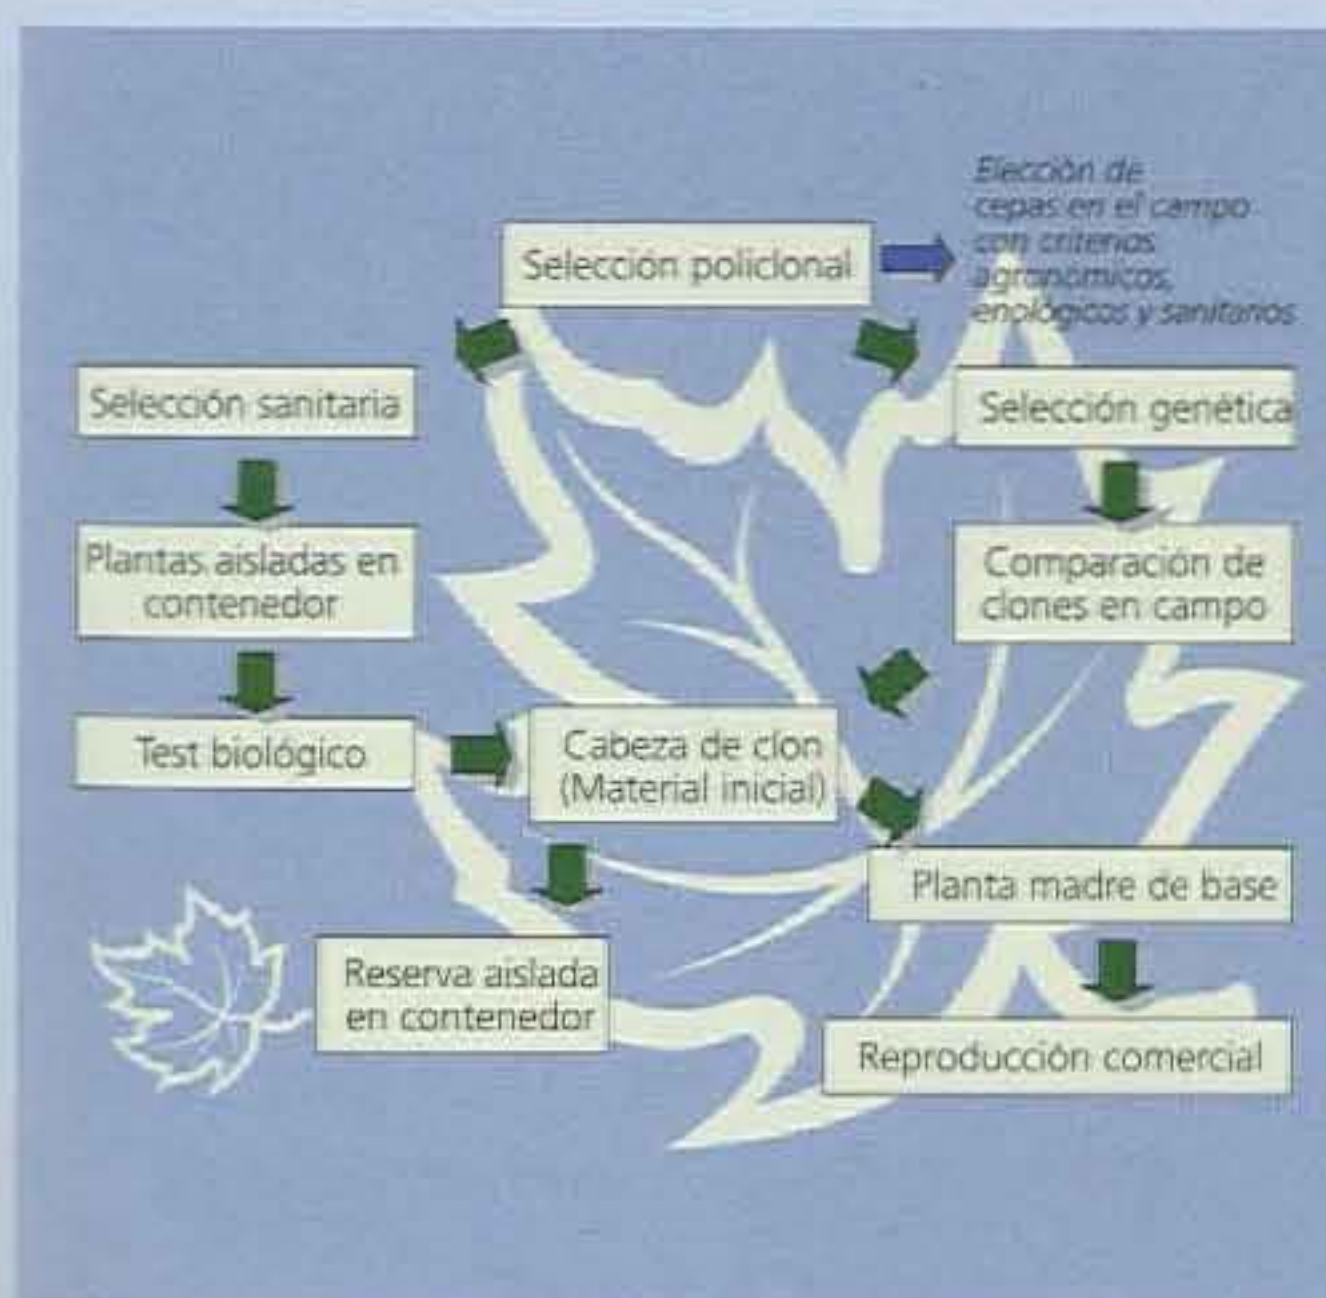 Elección de
cepas en el campo
con criterios
agronómicos,
enológicos y sanitarios
Selección policlonal
Selección sanitaria
Selección genética
Plantas aisladas en
contenedor
Comparación de
clones en campo
Test biológico
Cabeza de clon
(Material inicial)
Planta madre de base
Reserva aislada
en contenedor
Reproducción comercial